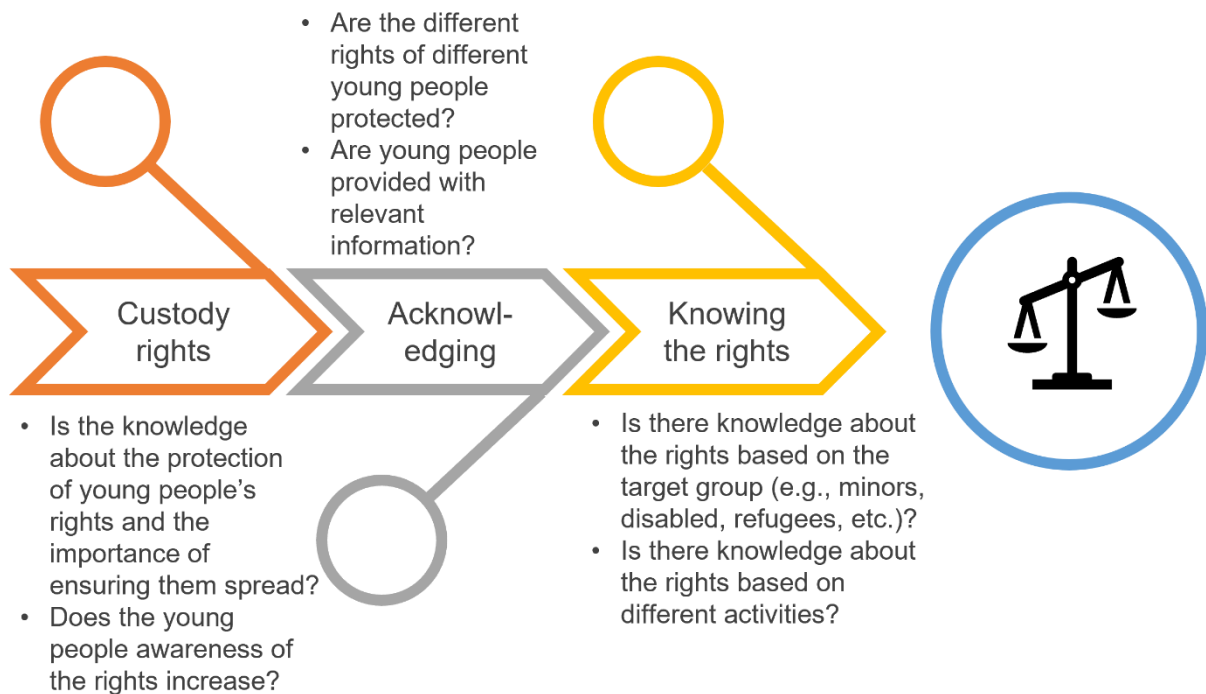 • Are the different
rights of different
young people
protected?
• Are young people
provided with
relevant
information?
Custody
rights
Acknowl-
edging
Knowing
the rights
• Is the knowledge
about the protection
of young people’s
rights and the
importance of
ensuring them spread?
• Does the young
people awareness of
the rights increase?
• Is there knowledge about
the rights based on the
target group (e.g., minors,
disabled, refugees, etc.)?
• Is there knowledge about
the rights based on
different activities?